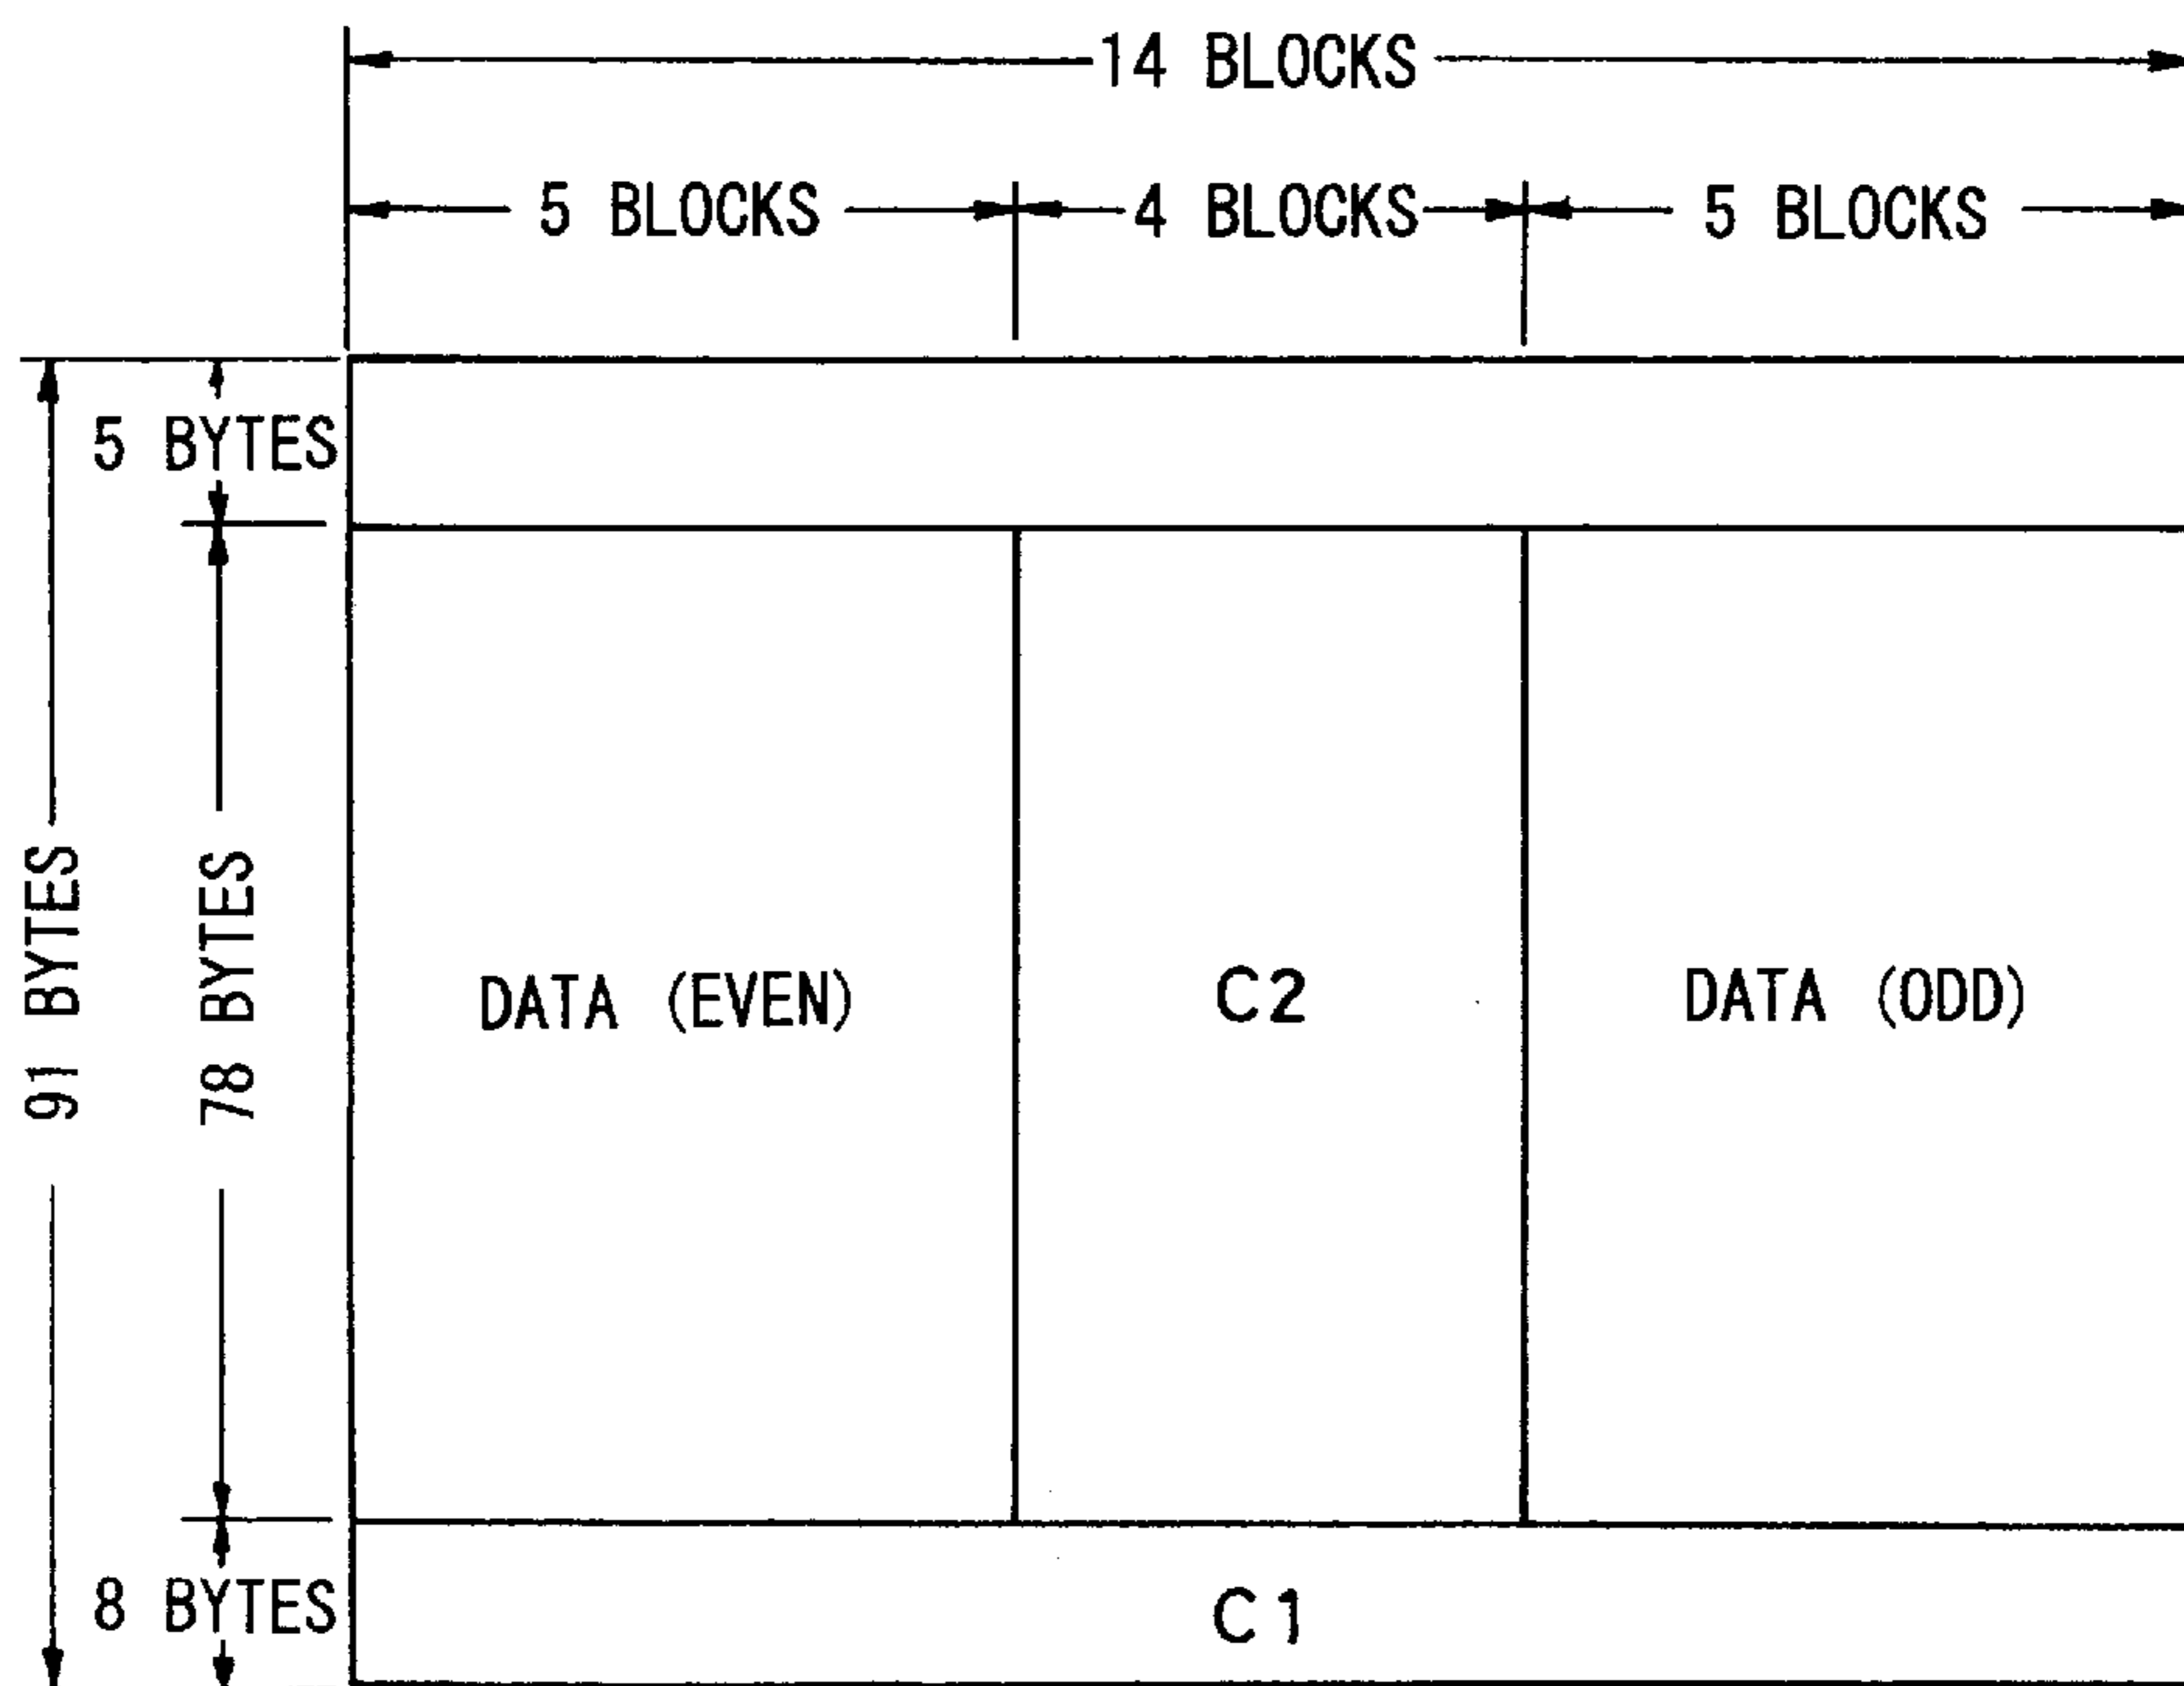 14 BLOCKS
5 BLOCKS 4 BLOCKS 5 BLOCKS
5 BYTES
91 BYTES
78 BYTES
DATA (EVEN) C2 DATA (ODD)
8 BYTES
C1